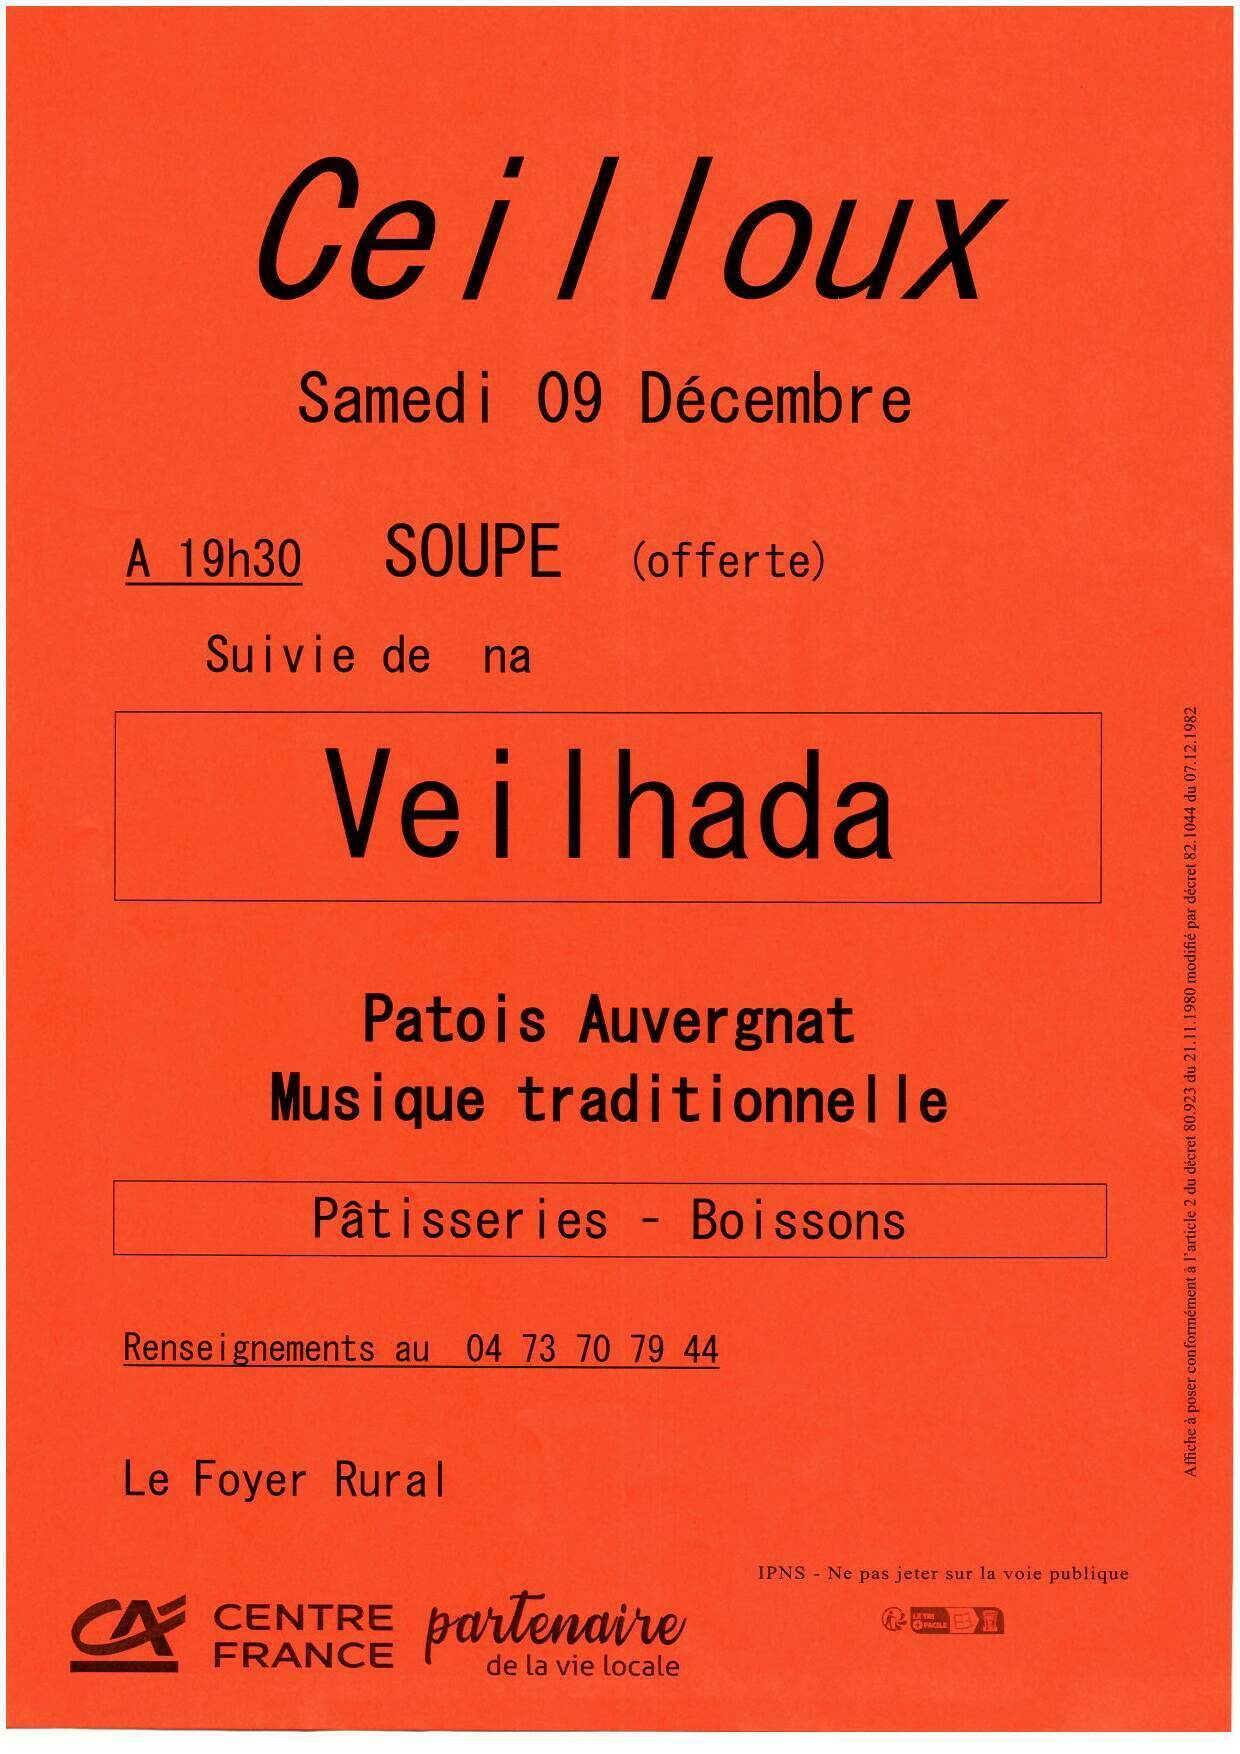 Ceilloux
Samedi 09 Décembre
A 19h30 SOUPE (offerte)
Suivie de na
Veilhada
Patois Auvergnat
Musique traditionnelle
Pâtisseries - Boissons
Renseignements au 04 73 70 79 44
Le Foyer Rural
Affiche à poser conformément à l'article 2 du décret 80.923 du 21.11.1980 modifié par décret 82.1044 du 07.12.1982
IPNS - Ne pas jeter sur la voie publique
LE TRI
+ FACILE
CA CENTRE
FRANCE
partenaire
de la vie locale